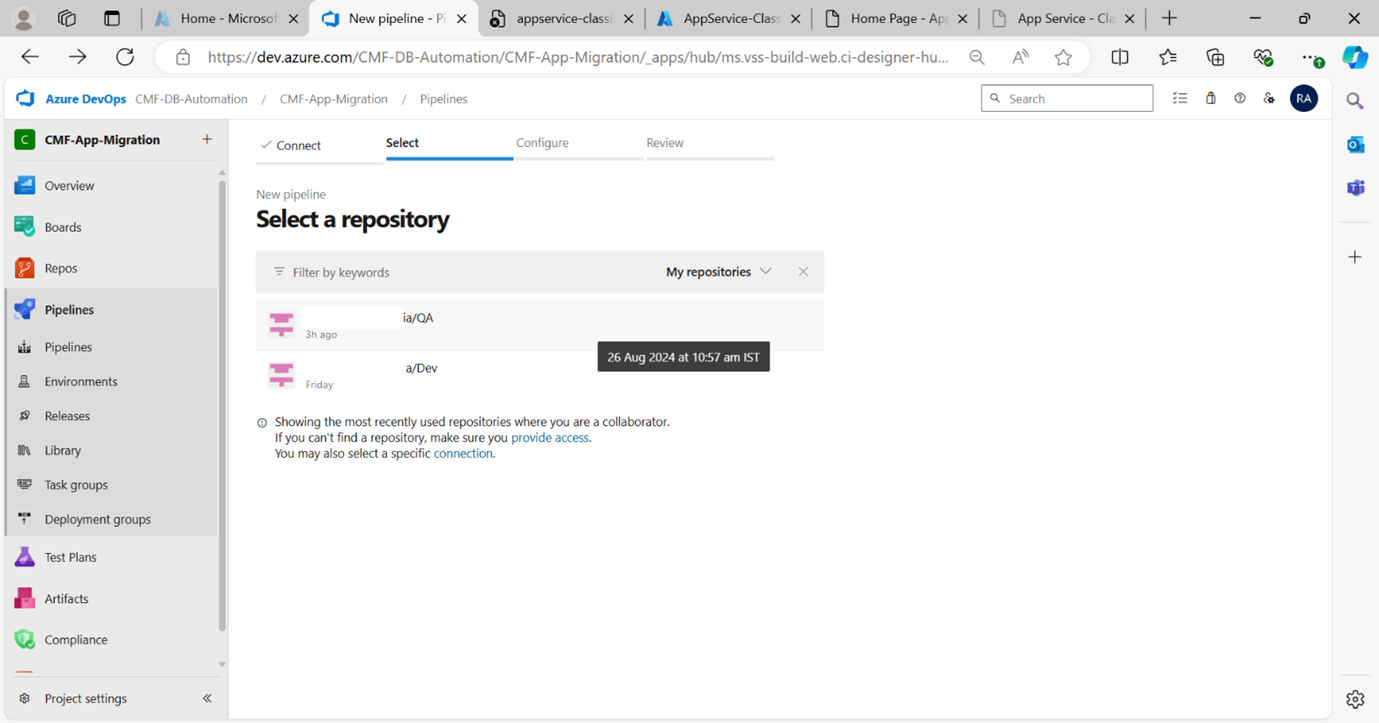 Home - Microsof
New pipeline - Pi
appservice-classi
AppService-Class
Home Page - App
App Service - Cla
https://dev.azure.com/CMF-DB-Automation/CMF-App-Migration/_apps/hub/ms.vss-build-web.ci-designer-hu...
Azure DevOps CMF-DB-Automation / CMF-App-Migration / Pipelines
Search
RA
C CMF-App-Migration
Overview
Boards
Repos
Pipelines
Pipelines
Environments
Releases
Library
Task groups
Deployment groups
Test Plans
Artifacts
Compliance
Project settings
Connect
Select
Configure
Review
New pipeline
Select a repository
Filter by keywords
My repositories
ia/QA
3h ago
26 Aug 2024 at 10:57 am IST
a/Dev
Friday
Showing the most recently used repositories where you are a collaborator.
If you can't find a repository, make sure you provide access.
You may also select a specific connection.